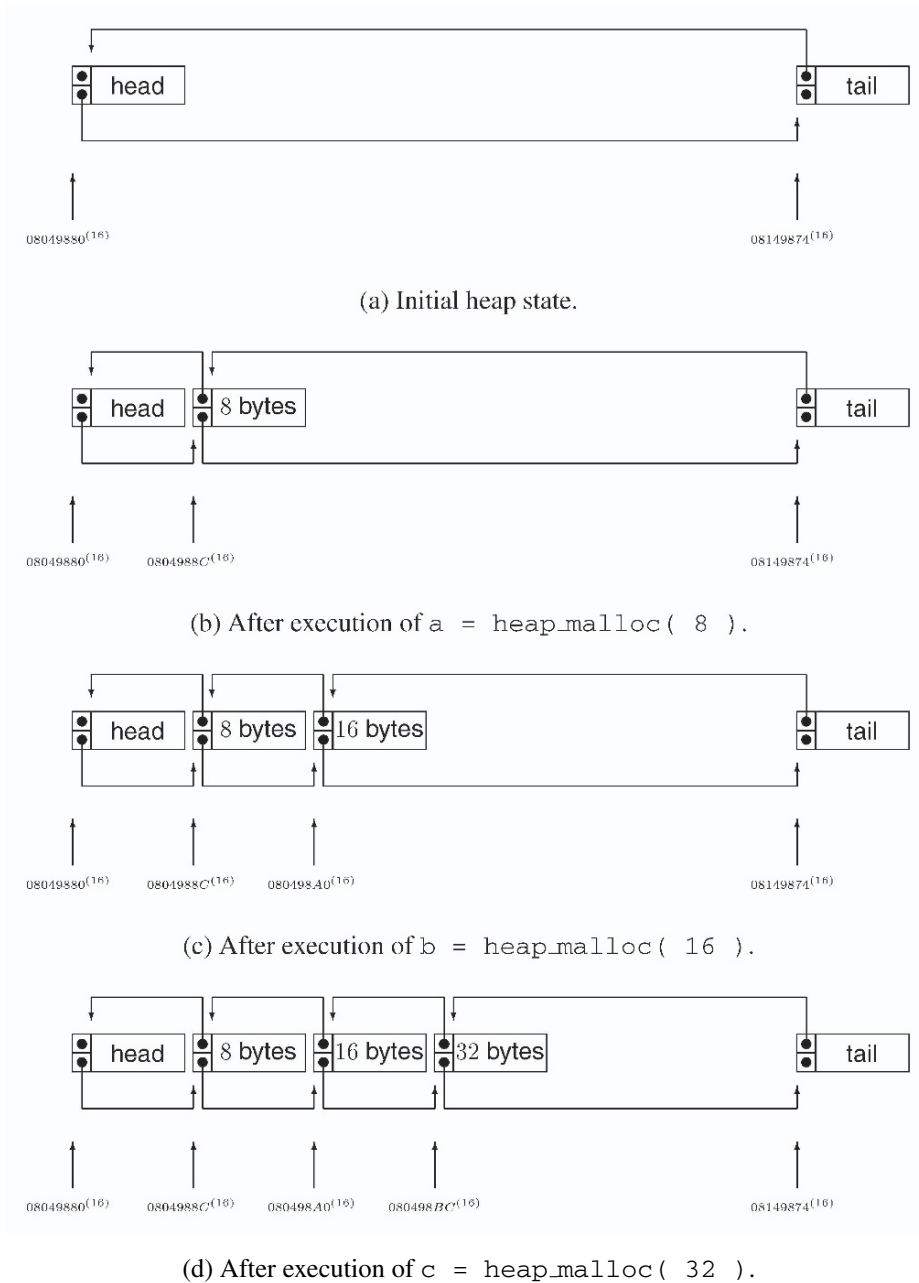 head tail
08049880(16) 08149874(16)
(a) Initial heap state.
head 8 bytes tail
08049880(16) 0804988C(16) 08149874(16)
(b) After execution of a = heap_malloc( 8 ).
head 8 bytes 16 bytes tail
08049880(16) 0804988C(16) 080498A0(16) 08149874(16)
(c) After execution of b = heap_malloc( 16 ).
head 8 bytes 16 bytes 32 bytes tail
08049880(16) 0804988C(16) 080498A0(16) 080498BC(16) 08149874(16)
(d) After execution of c = heap_malloc( 32 ).